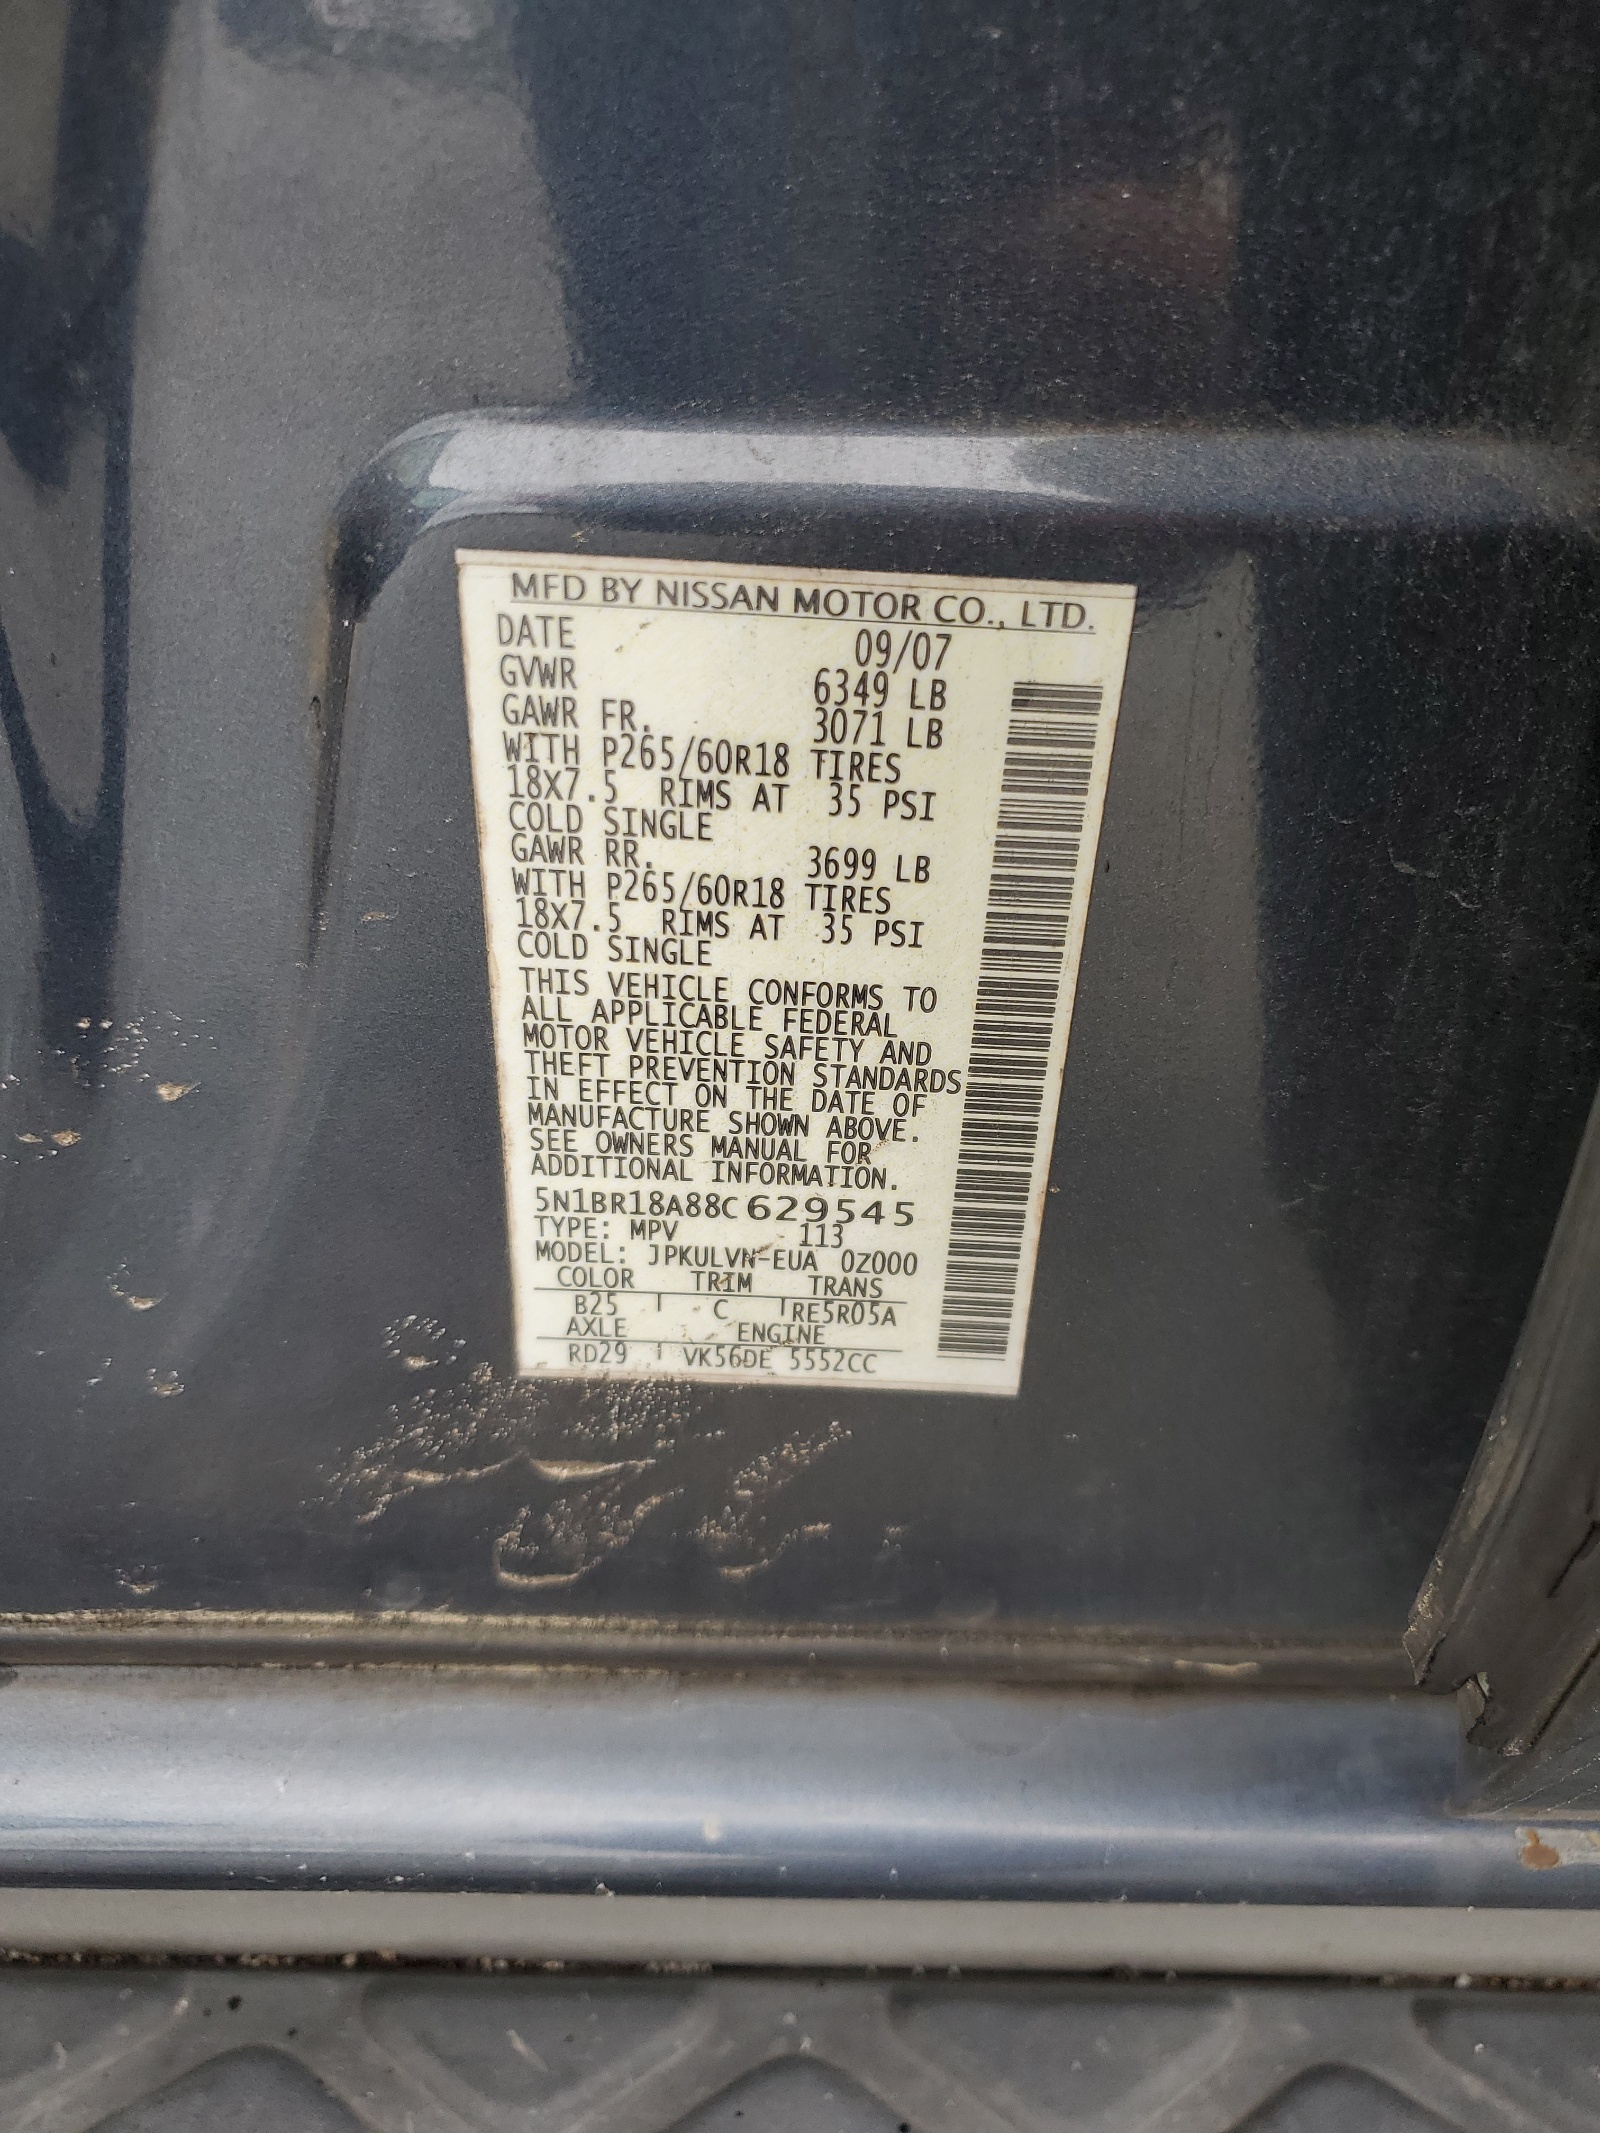 MFD BY NISSAN MOTOR CO., LTD.
DATE 09/07
GVWR 6349 LB
GAWR FR. 3071 LB
WITH P265/60R18 TIRES
18X7.5 RIMS AT 35 PSI
COLD SINGLE
GAWR RR. 3699 LB
WITH P265/60R18 TIRES
18X7.5 RIMS AT 35 PSI
COLD SINGLE
THIS VEHICLE CONFORMS TO
ALL APPLICABLE FEDERAL
MOTOR VEHICLE SAFETY AND
THEFT PREVENTION STANDARDS
IN EFFECT ON THE DATE OF
MANUFACTURE SHOWN ABOVE.
SEE OWNERS MANUAL FOR
ADDITIONAL INFORMATION.
5N1BR18A88C629545
TYPE: MPV 113
MODEL: JPKULVN-EUA 0Z000
COLOR TRIM TRANS
B25 C RE5R05A
AXLE ENGINE
RD29 VK56DE 5552CC